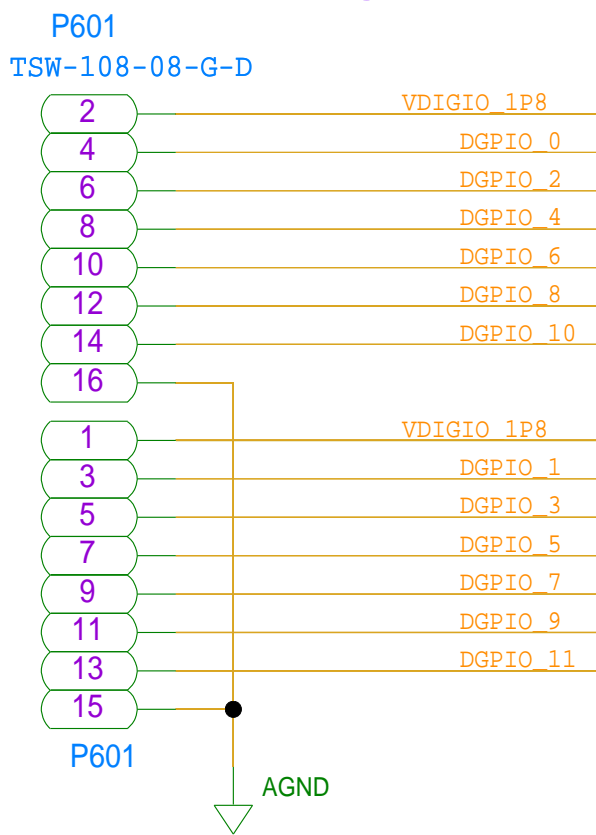 P601
TSW-108-08-G-D
2 VDIGIO_1P8
4 DGPIO_0
6 DGPIO_2
8 DGPIO_4
10 DGPIO_6
12 DGPIO_8
14 DGPIO_10
16
1 VDIGIO_1P8
3 DGPIO_1
5 DGPIO_3
7 DGPIO_5
9 DGPIO_7
11 DGPIO_9
13 DGPIO_11
15
P601
AGND